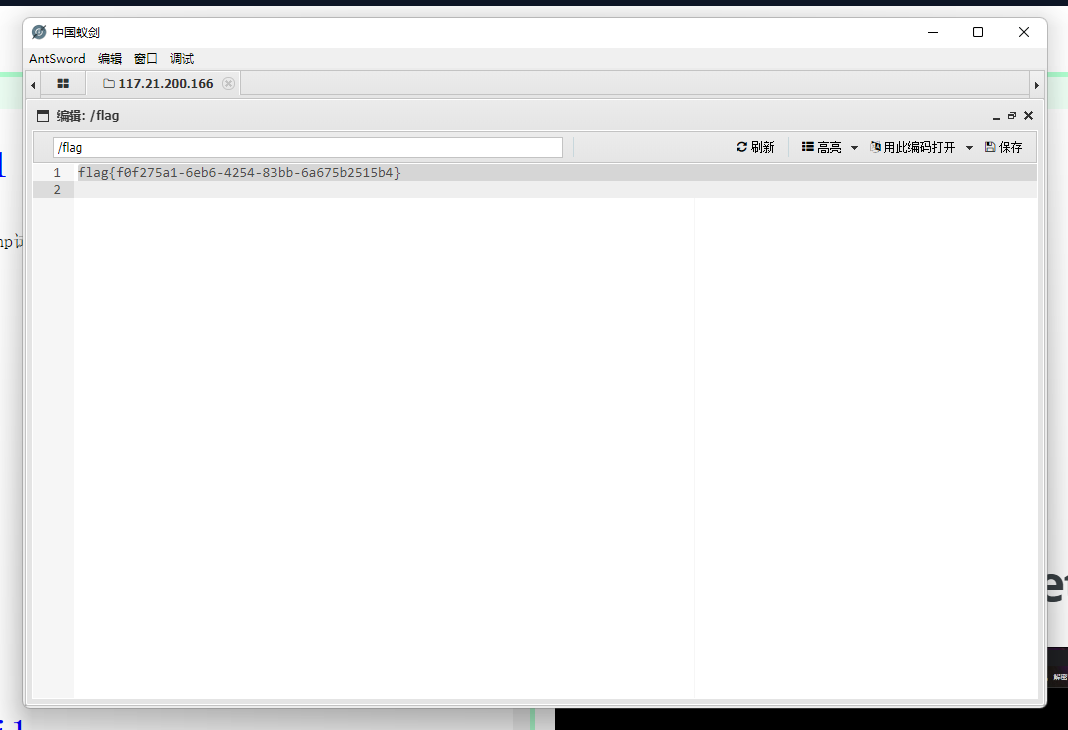 中国蚁剑
AntSword 编辑 窗口 调试
117.21.200.166
编辑: /flag
/flag
刷新 高亮 用此编码打开 保存
1 flag{f0f275a1-6eb6-4254-83bb-6a675b2515b4}
2
解密